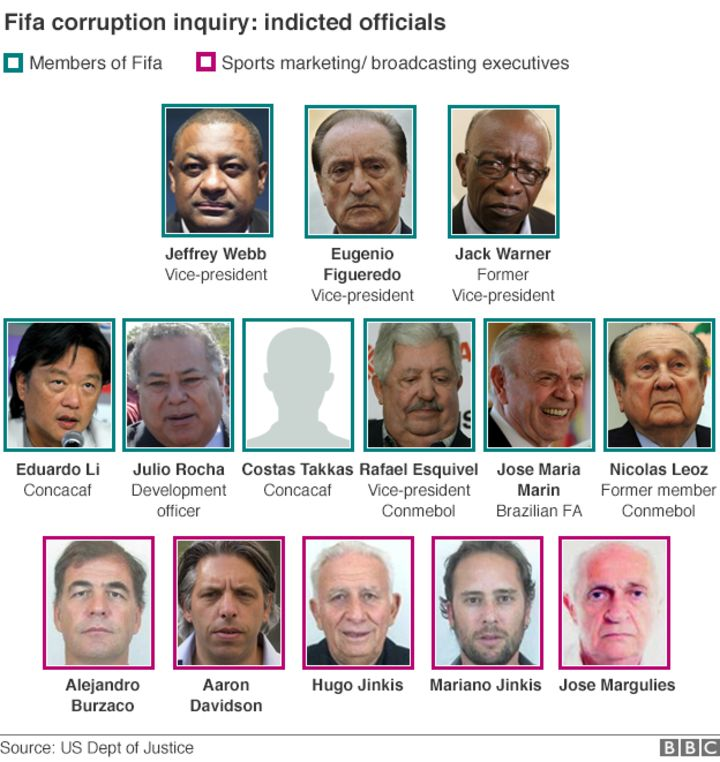 Fifa corruption inquiry: indicted officials
Members of Fifa
Sports marketing/ broadcasting executives
Jeffrey Webb
Vice-president
Eugenio
Figueredo
Vice-president
Jack Warner
Former
Vice-president
Eduardo Li
Concacaf
Julio Rocha
Development
officer
Costas Takkas
Concacaf
Rafael Esquivel
Vice-president
Conmebol
Jose Maria
Marin
Brazilian FA
Nicolas Leoz
Former member
Conmebol
Alejandro
Burzaco
Aaron
Davidson
Hugo Jinkis
Mariano Jinkis
Jose Margulies
Source: US Dept of Justice
BBC